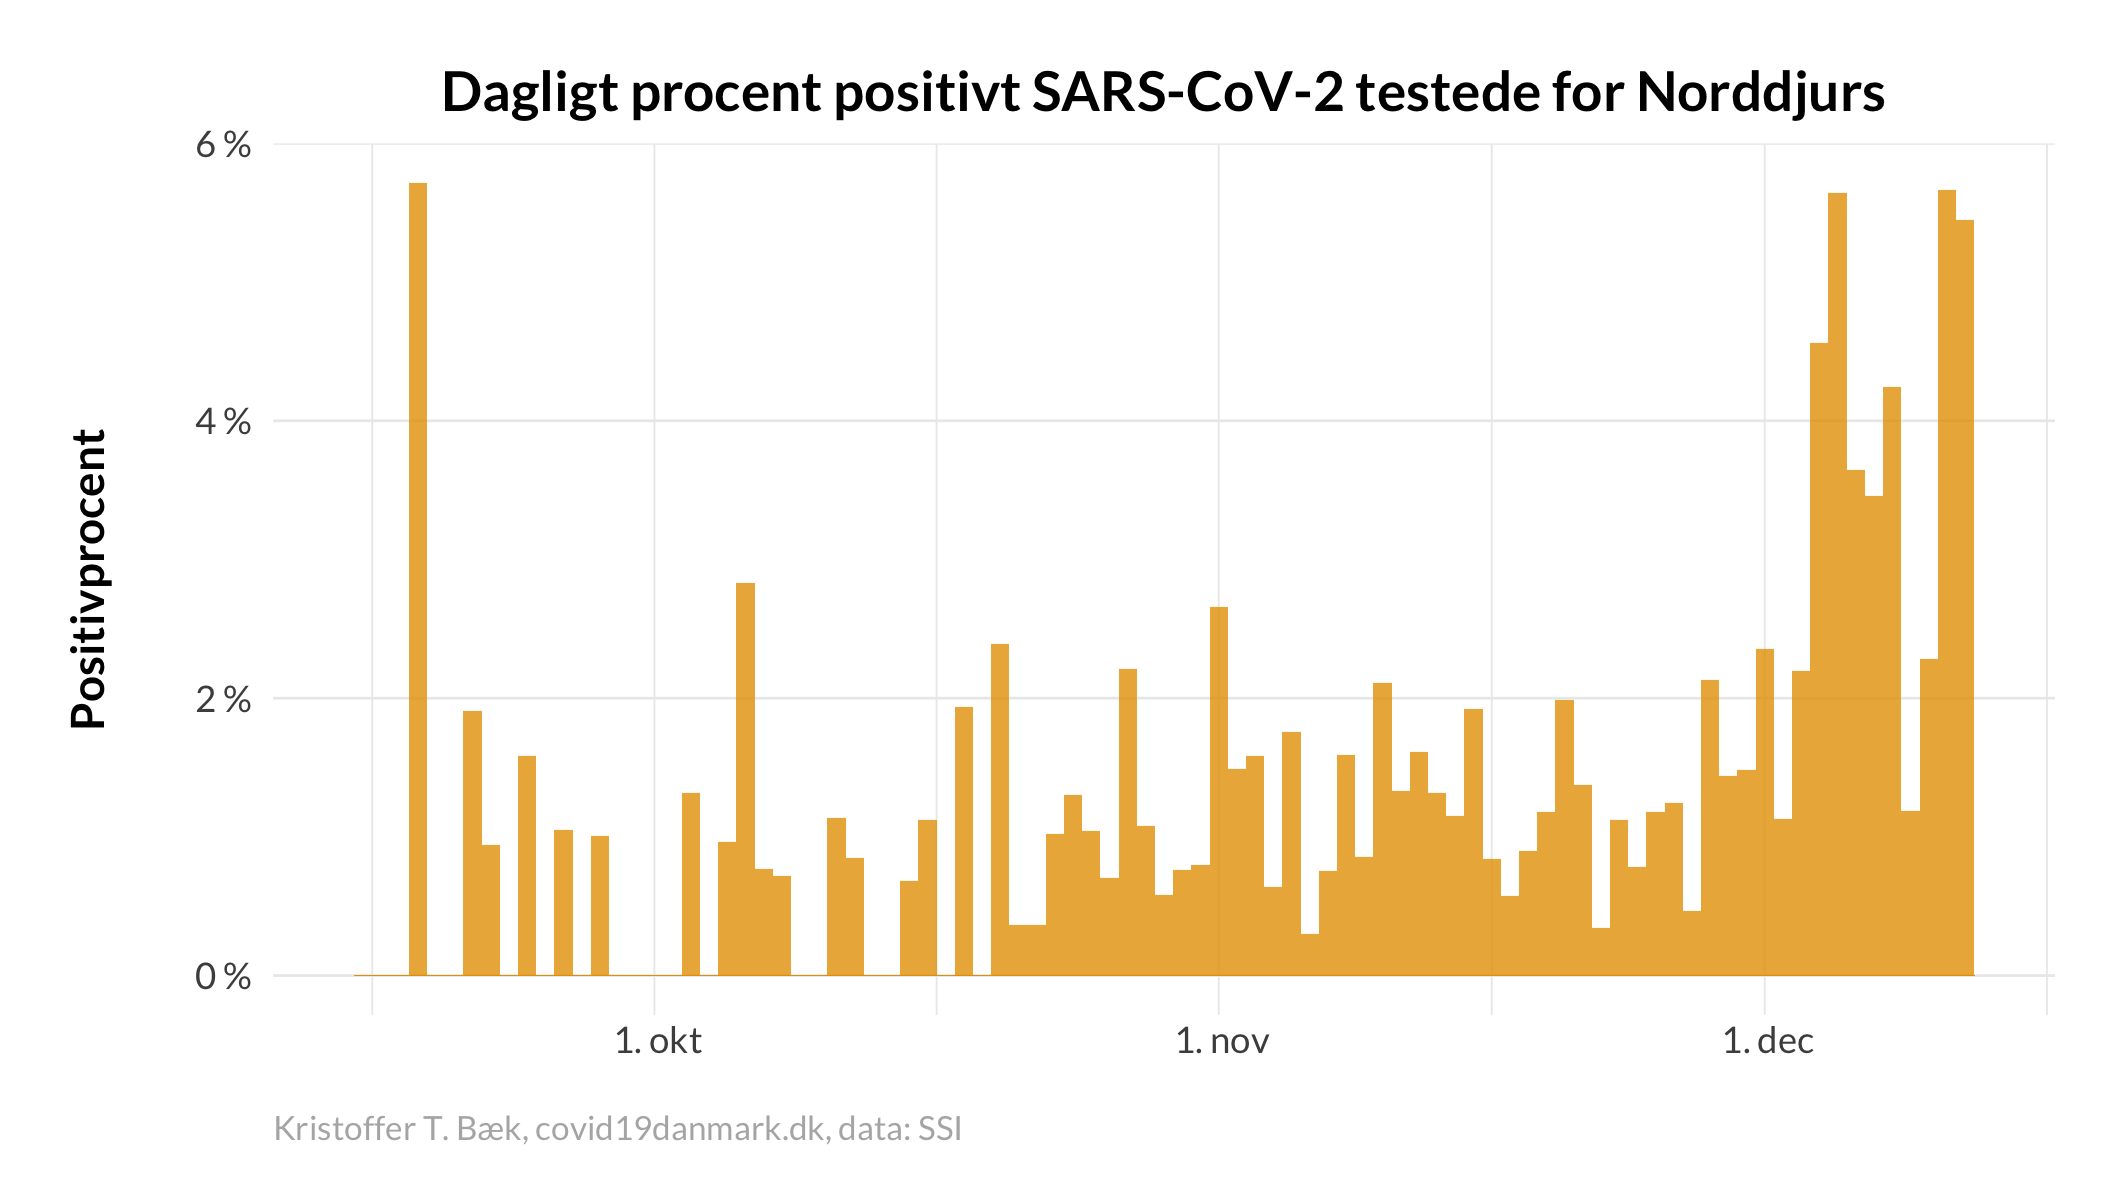 Dagligt procent positivt SARS-CoV-2 testede for Norddjurs
6 %
4 %
2 %
0 %
Positivprocent
1. okt
1. nov
1. dec
Kristoffer T. Bæk, covid19danmark.dk, data: SSI